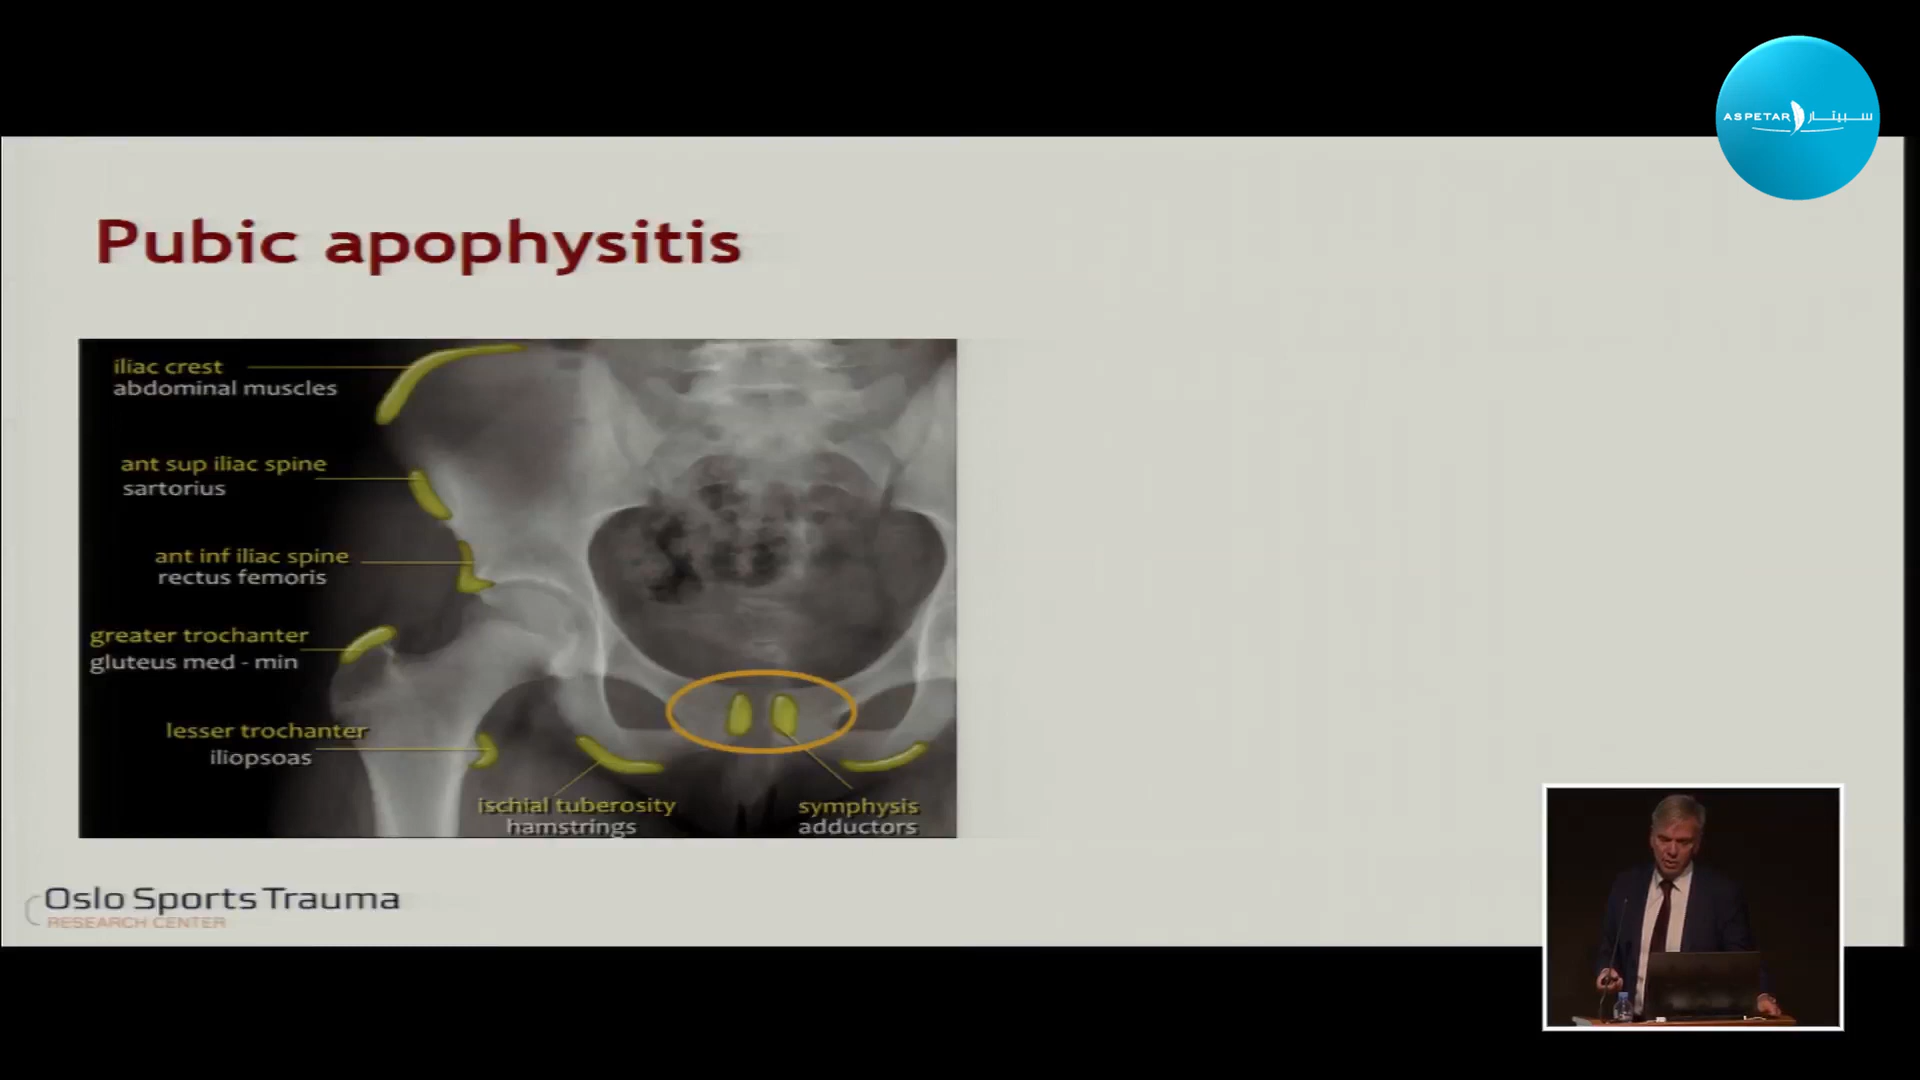 ASPETAR سبيتار
Pubic apophysitis
iliac crest
abdominal muscles
ant sup iliac spine
sartorius
ant inf iliac spine
rectus femoris
greater trochanter
gluteus med - min
lesser trochanter
iliopsoas
ischial tuberosity
hamstrings
symphysis
adductors
Oslo Sports Trauma
RESEARCH CENTER